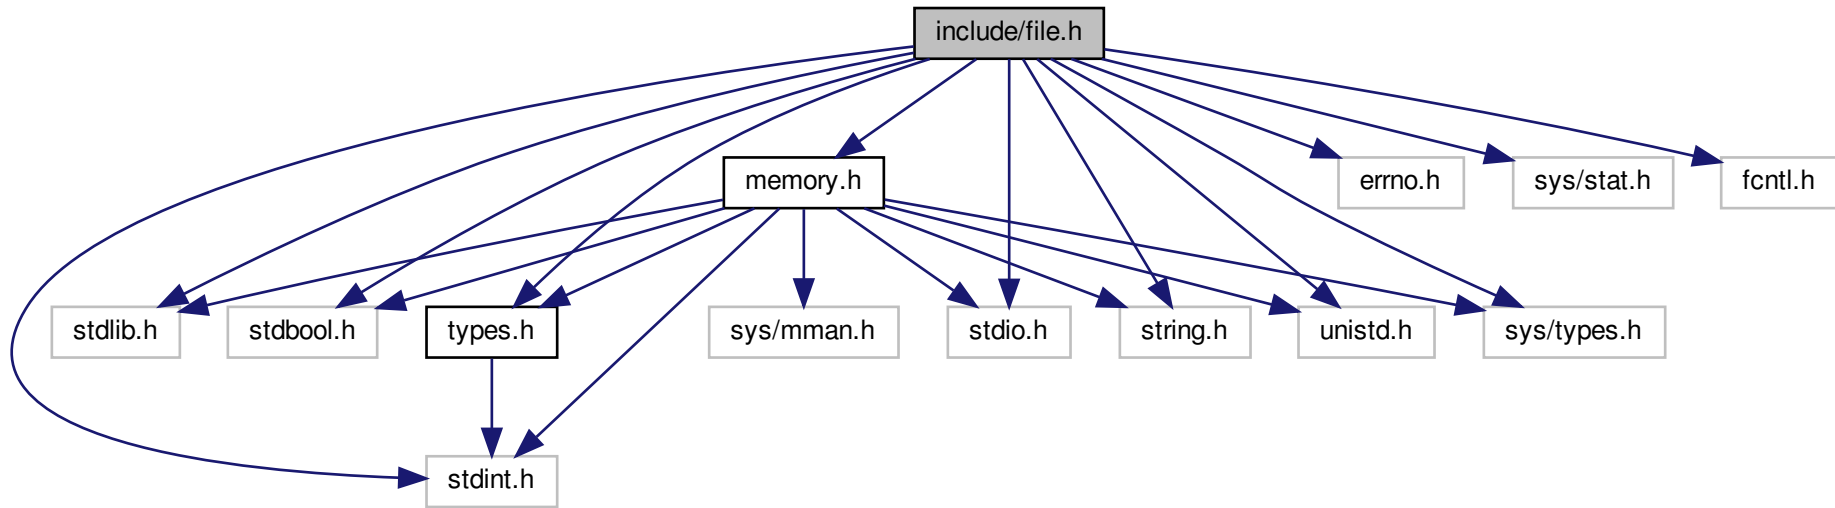 include/file.h
memory.h
errno.h
sys/stat.h
fcntl.h
stdlib.h
stdbool.h
types.h
sys/mman.h
stdio.h
string.h
unistd.h
sys/types.h
stdint.h